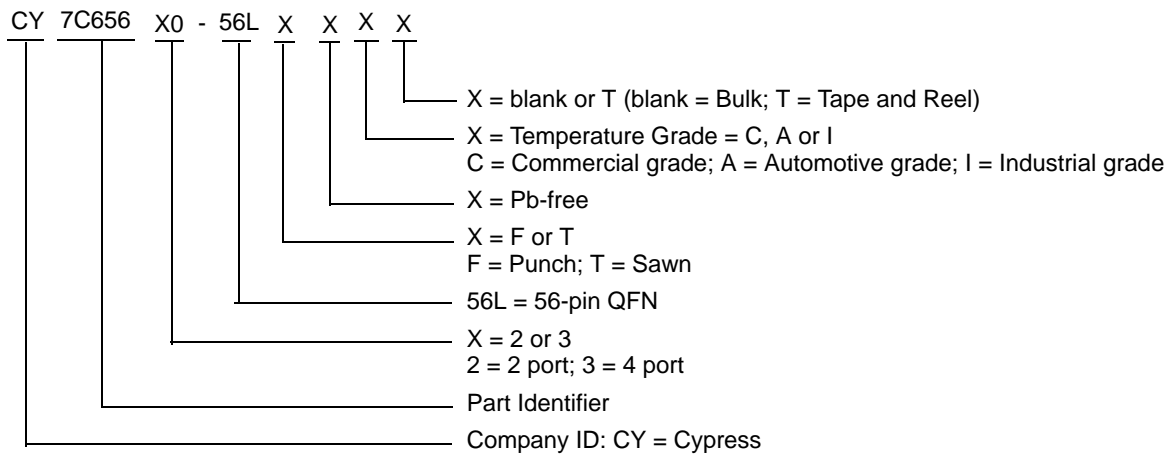 CY 7C656 X0 - 56L X X X X
X = blank or T (blank = Bulk; T = Tape and Reel)
X = Temperature Grade = C, A or I
C = Commercial grade; A = Automotive grade; I = Industrial grade
X = Pb-free
X = F or T
F = Punch; T = Sawn
56L = 56-pin QFN
X = 2 or 3
2 = 2 port; 3 = 4 port
Part Identifier
Company ID: CY = Cypress